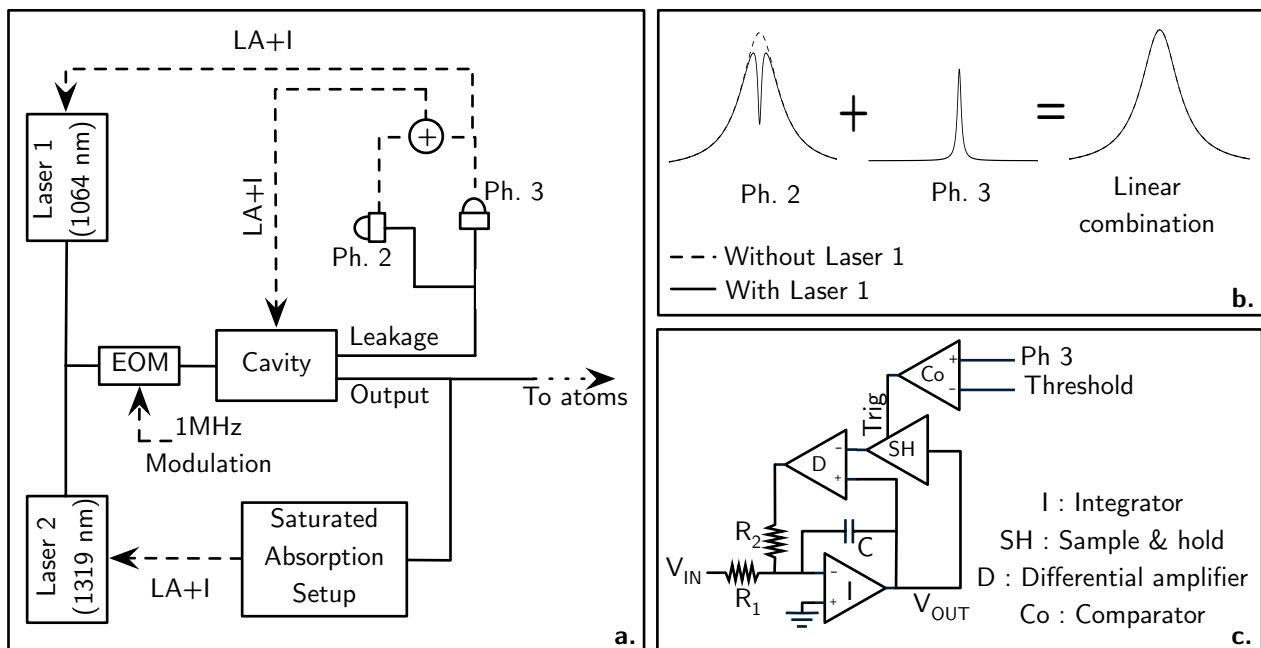 LA+I
Laser 1
(1064 nm)
LA+I
+
Ph. 3
Ph. 2
EOM
Cavity
Leakage
Output
To atoms
1MHz
Modulation
Laser 2
(1319 nm)
LA+I
Saturated
Absorption
Setup
a.
+
=
Ph. 2
Ph. 3
Linear
combination
Without Laser 1
With Laser 1
b.
Ph 3
Threshold
+
Co
−
Trig
SH
−
D
+
R2
C
VIN
R1
−
I
+
VOUT
I : Integrator
SH : Sample & hold
D : Differential amplifier
Co : Comparator
c.